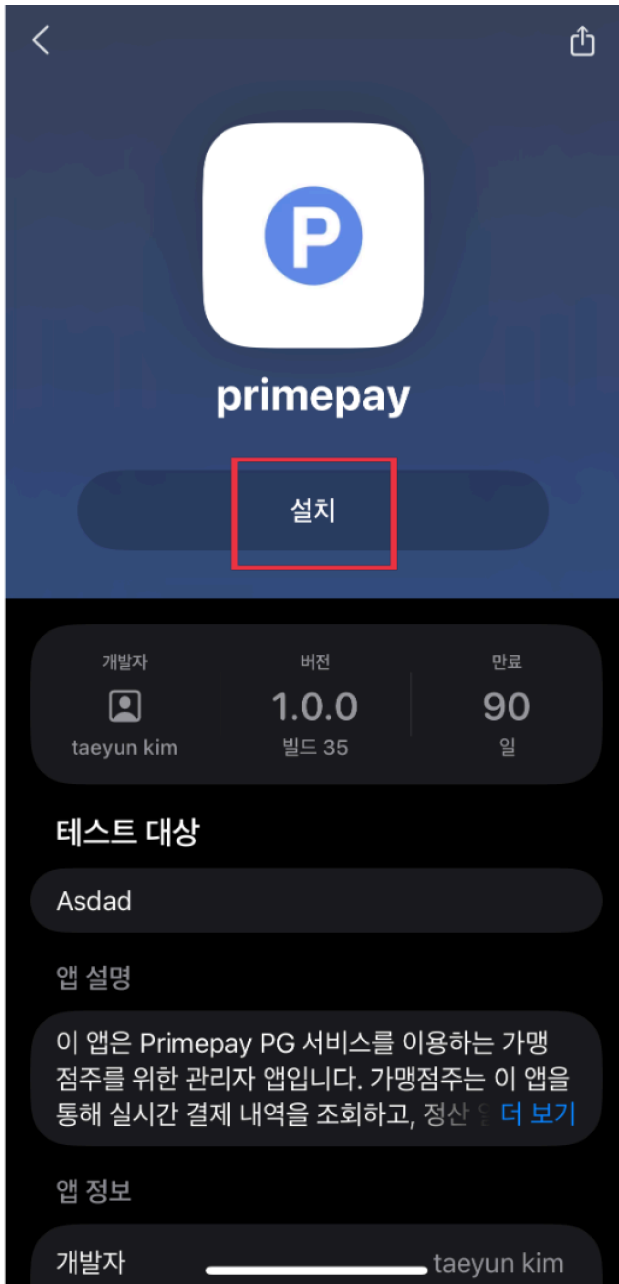 P
primepay
설치
개발자
taeyun kim
버전
1.0.0
빌드 35
만료
90
일
테스트 대상
Asdad
앱 설명
이 앱은 Primepay PG 서비스를 이용하는 가맹
점주를 위한 관리자 앱입니다. 가맹점주는 이 앱을
통해 실시간 결제 내역을 조회하고, 정산 더 보기
앱 정보
개발자 taeyun kim